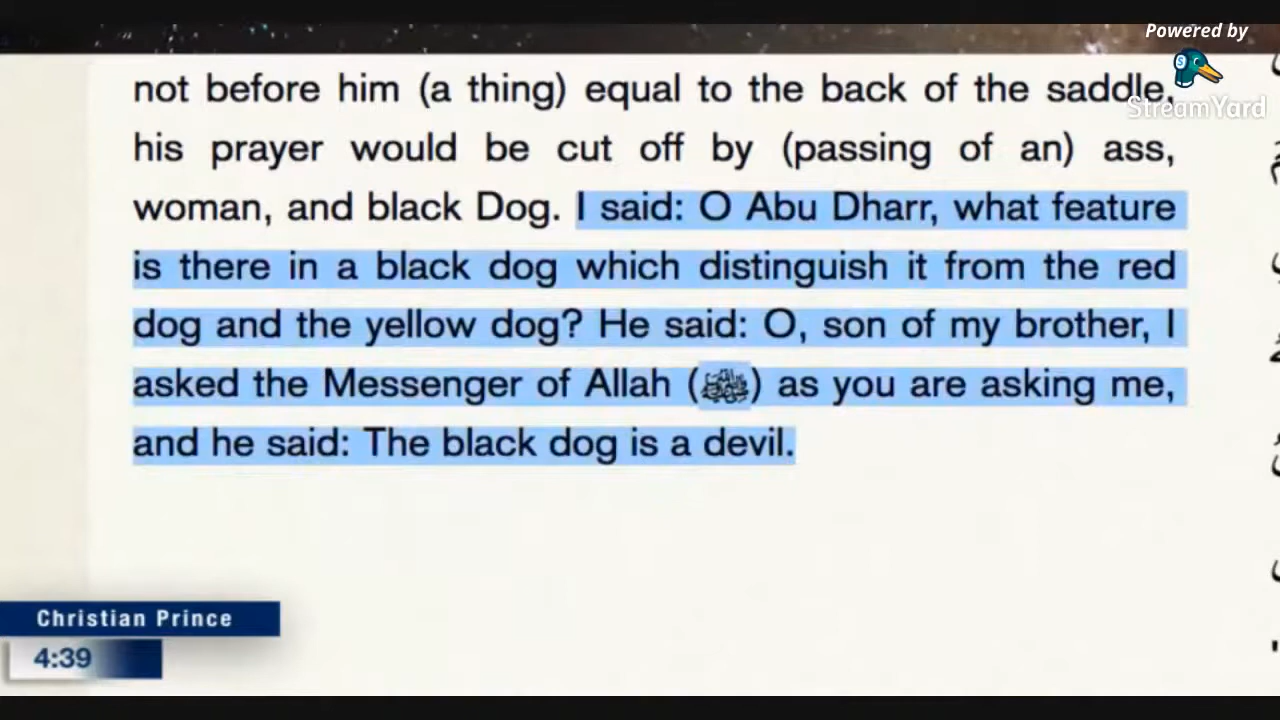 Powered by
StreamYard
not before him (a thing) equal to the back of the saddle,
his prayer would be cut off by (passing of an) ass,
woman, and black Dog. I said: O Abu Dharr, what feature
is there in a black dog which distinguish it from the red
dog and the yellow dog? He said: O, son of my brother, I
asked the Messenger of Allah (ﷺ) as you are asking me,
and he said: The black dog is a devil.
Christian Prince
4:39